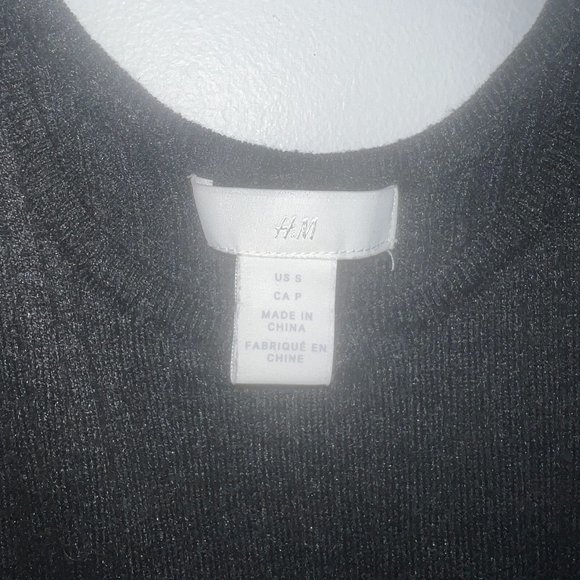 H&M
US S
CA P
MADE IN
CHINA
FABRIQUÉ EN
CHINE